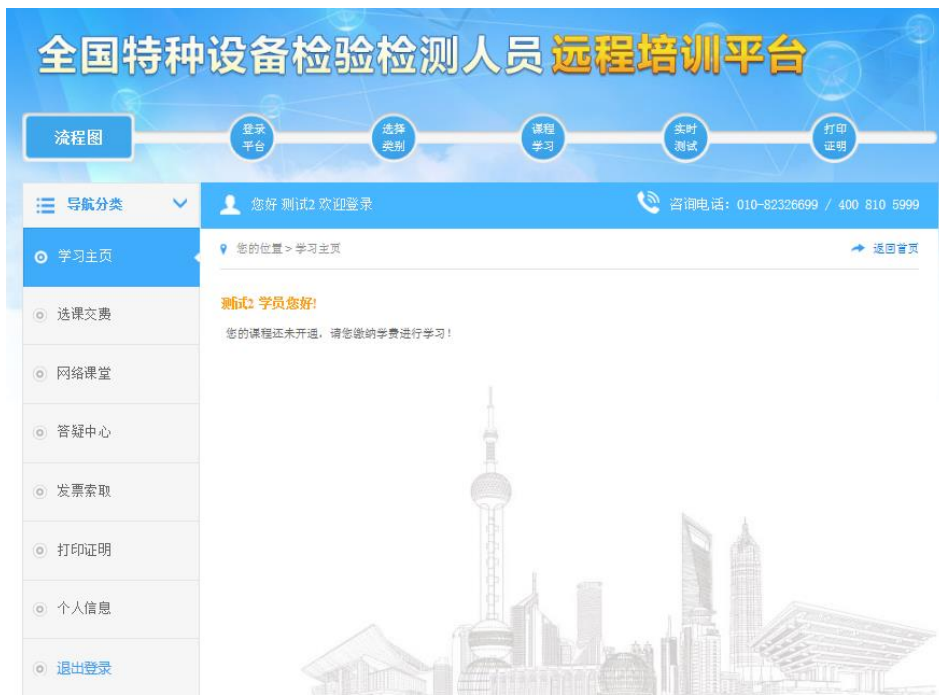 全国特种设备检验检测人员远程培训平台
流程图
登录
平台
选择
类别
课程
学习
实时
测试
打印
证明
导航分类
您好 测试2 欢迎登录
咨询电话：010-82326699 / 400 810 5999
学习主页
您的位置>学习主页
返回首页
测试2 学员您好!
您的课程还未开通，请您缴纳学费进行学习！
选课交费
网络课堂
答疑中心
发票索取
打印证明
个人信息
退出登录